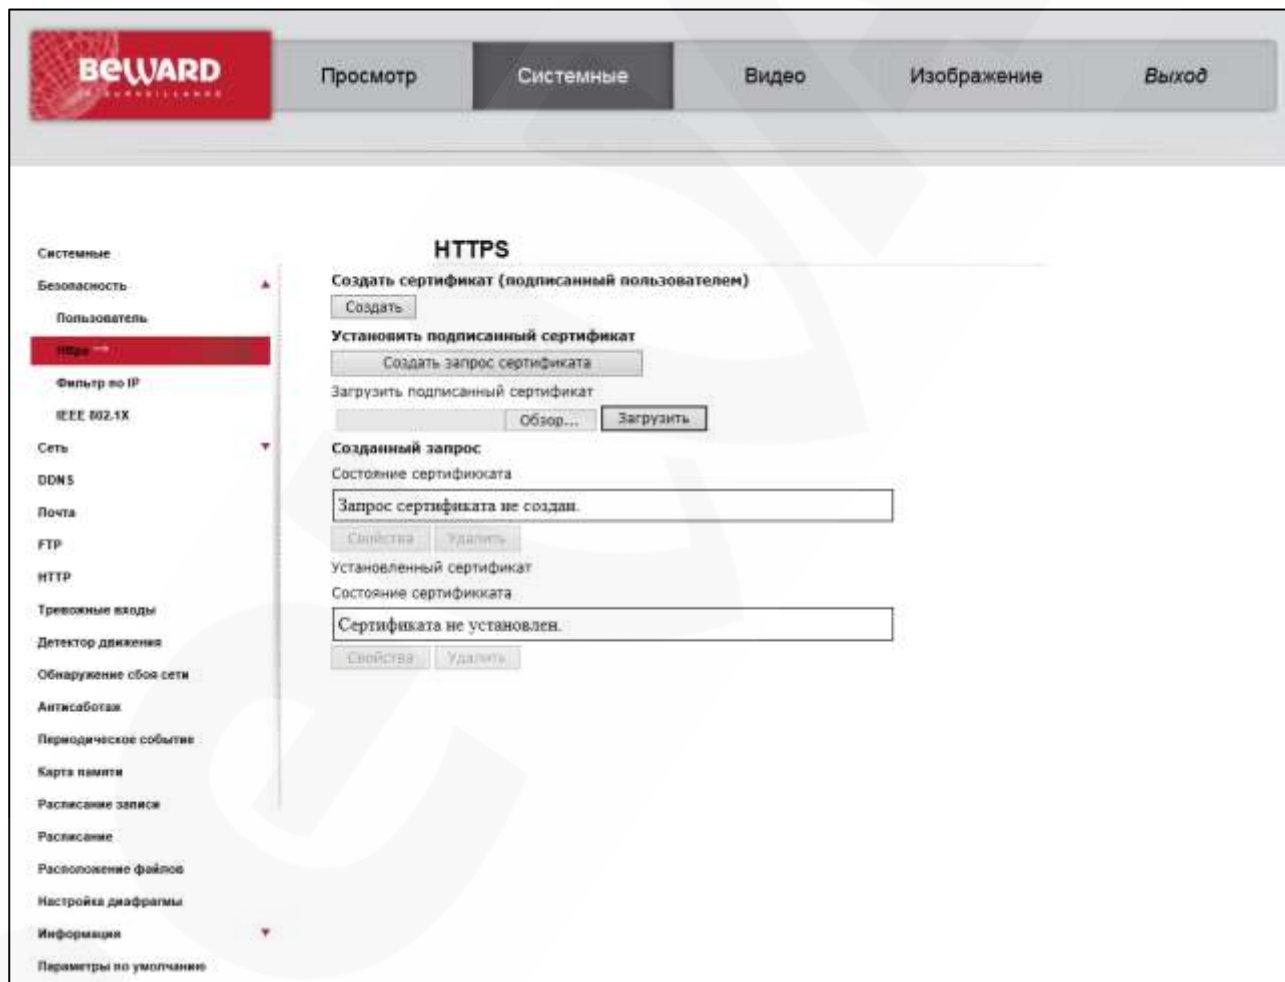 BEWARD
Просмотр
Системные
Видео
Изображение
Выход
Системные
Безопасность
Пользователь
Https →
Фильтр по IP
IEEE 802.1X
Сеть
DDNS
Почта
FTP
HTTP
Тревожные входы
Детектор движения
Обнаружение сбоя сети
Антисаботаж
Периодическое событие
Карта памяти
Расписание записи
Расписание
Расположение файлов
Настройка диафрагмы
Информация
Параметры по умолчанию
HTTPS
Создать сертификат (подписанный пользователем)
Создать
Установить подписанный сертификат
Создать запрос сертификата
Загрузить подписанный сертификат
Обзор... Загрузить
Созданный запрос
Состояние сертификката
Запрос сертификата не создан.
Свойства Удалить
Установленный сертификат
Состояние сертификката
Сертификата не установлен.
Свойства Удалить